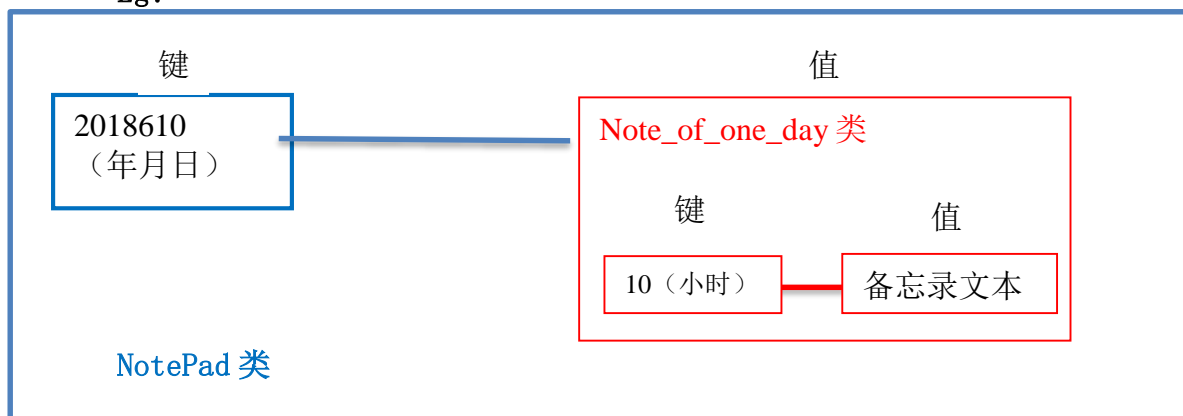 Eg:
键
值
2018610
（年月日）
Note_of_one_day 类
键
值
10（小时）
备忘录文本
NotePad 类